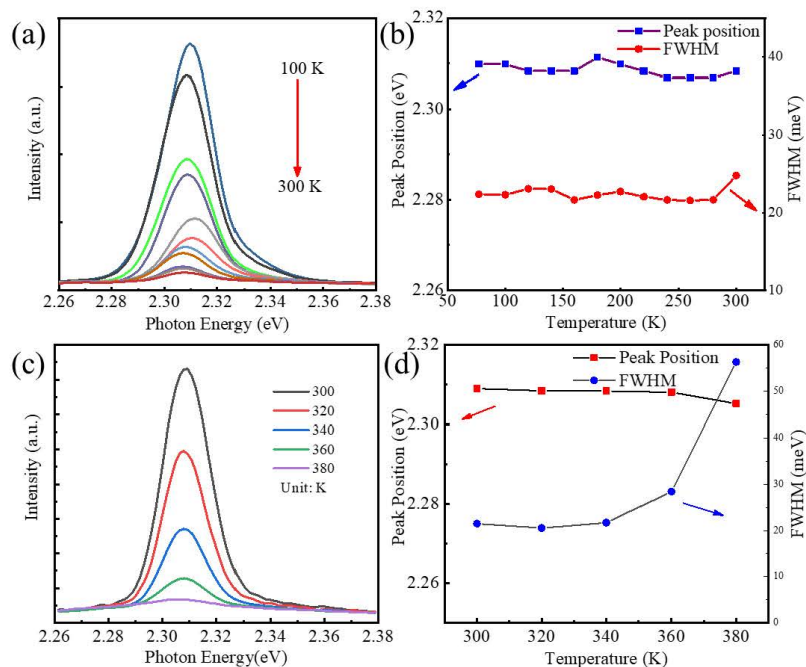 (a)
100 K
300 K
Intensity (a.u.)
2.26 2.28 2.30 2.32 2.34 2.36 2.38
Photon Energy (eV)
(b)
Peak position
FWHM
2.32
2.31
2.30
2.28
2.27
2.26
Peak Position (eV)
40
30
20
10
FWHM (meV)
50 100 150 200 250 300
Temperature (K)
(c)
300
320
340
360
380
Unit: K
Intensity (a.u.)
2.26 2.28 2.30 2.32 2.34 2.36 2.38
Photon Energy(eV)
(d)
Peak Position
FWHM
2.32
2.30
2.28
2.26
Peak Position (eV)
60
50
40
30
20
10
0
FWHM (meV)
300 320 340 360 380
Temperature (K)